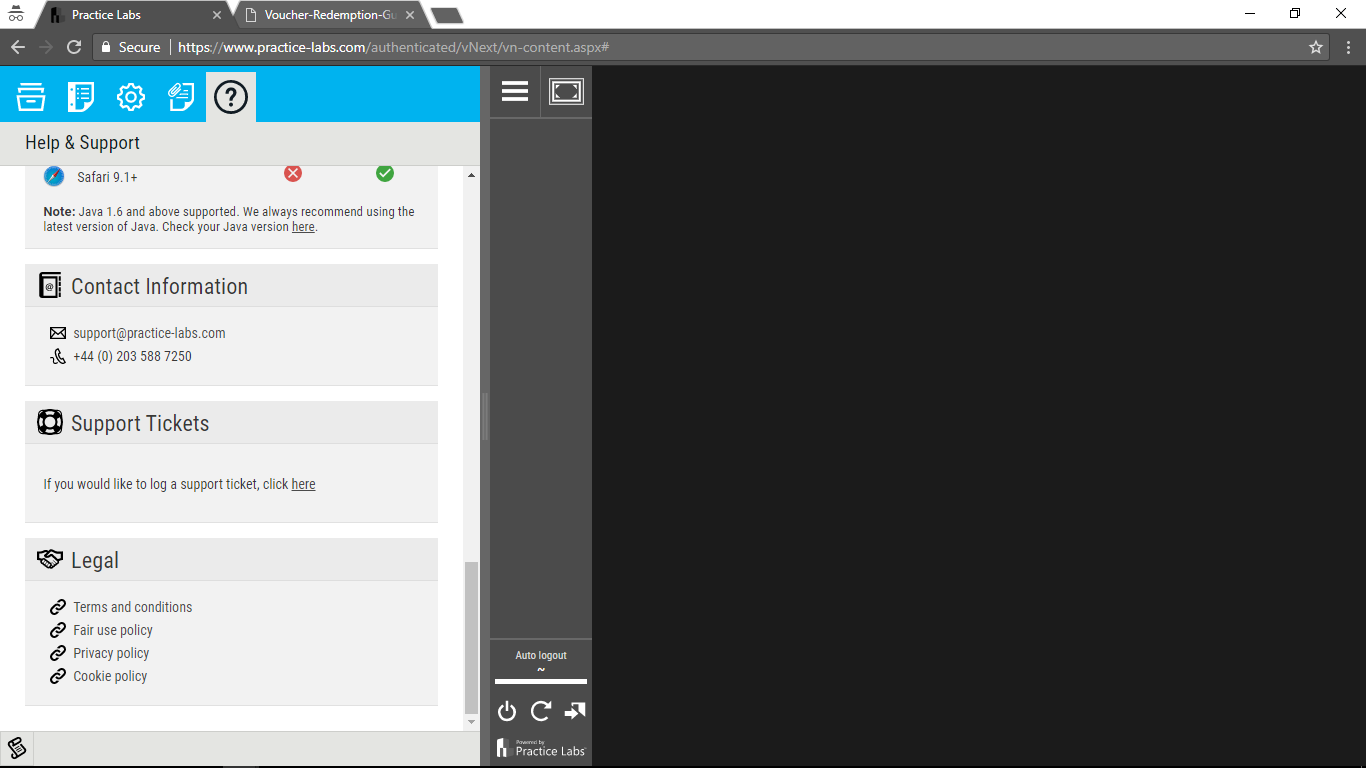 Practice Labs
Voucher-Redemption-Gu
Secure
https://www.practice-labs.com/authenticated/vNext/vn-content.aspx#
Help & Support
Safari 9.1+
Note: Java 1.6 and above supported. We always recommend using the
latest version of Java. Check your Java version here.
Contact Information
support@practice-labs.com
+44 (0) 203 588 7250
Support Tickets
If you would like to log a support ticket, click here
Legal
Terms and conditions
Fair use policy
Privacy policy
Cookie policy
Auto logout
~
Powered by
Practice Labs